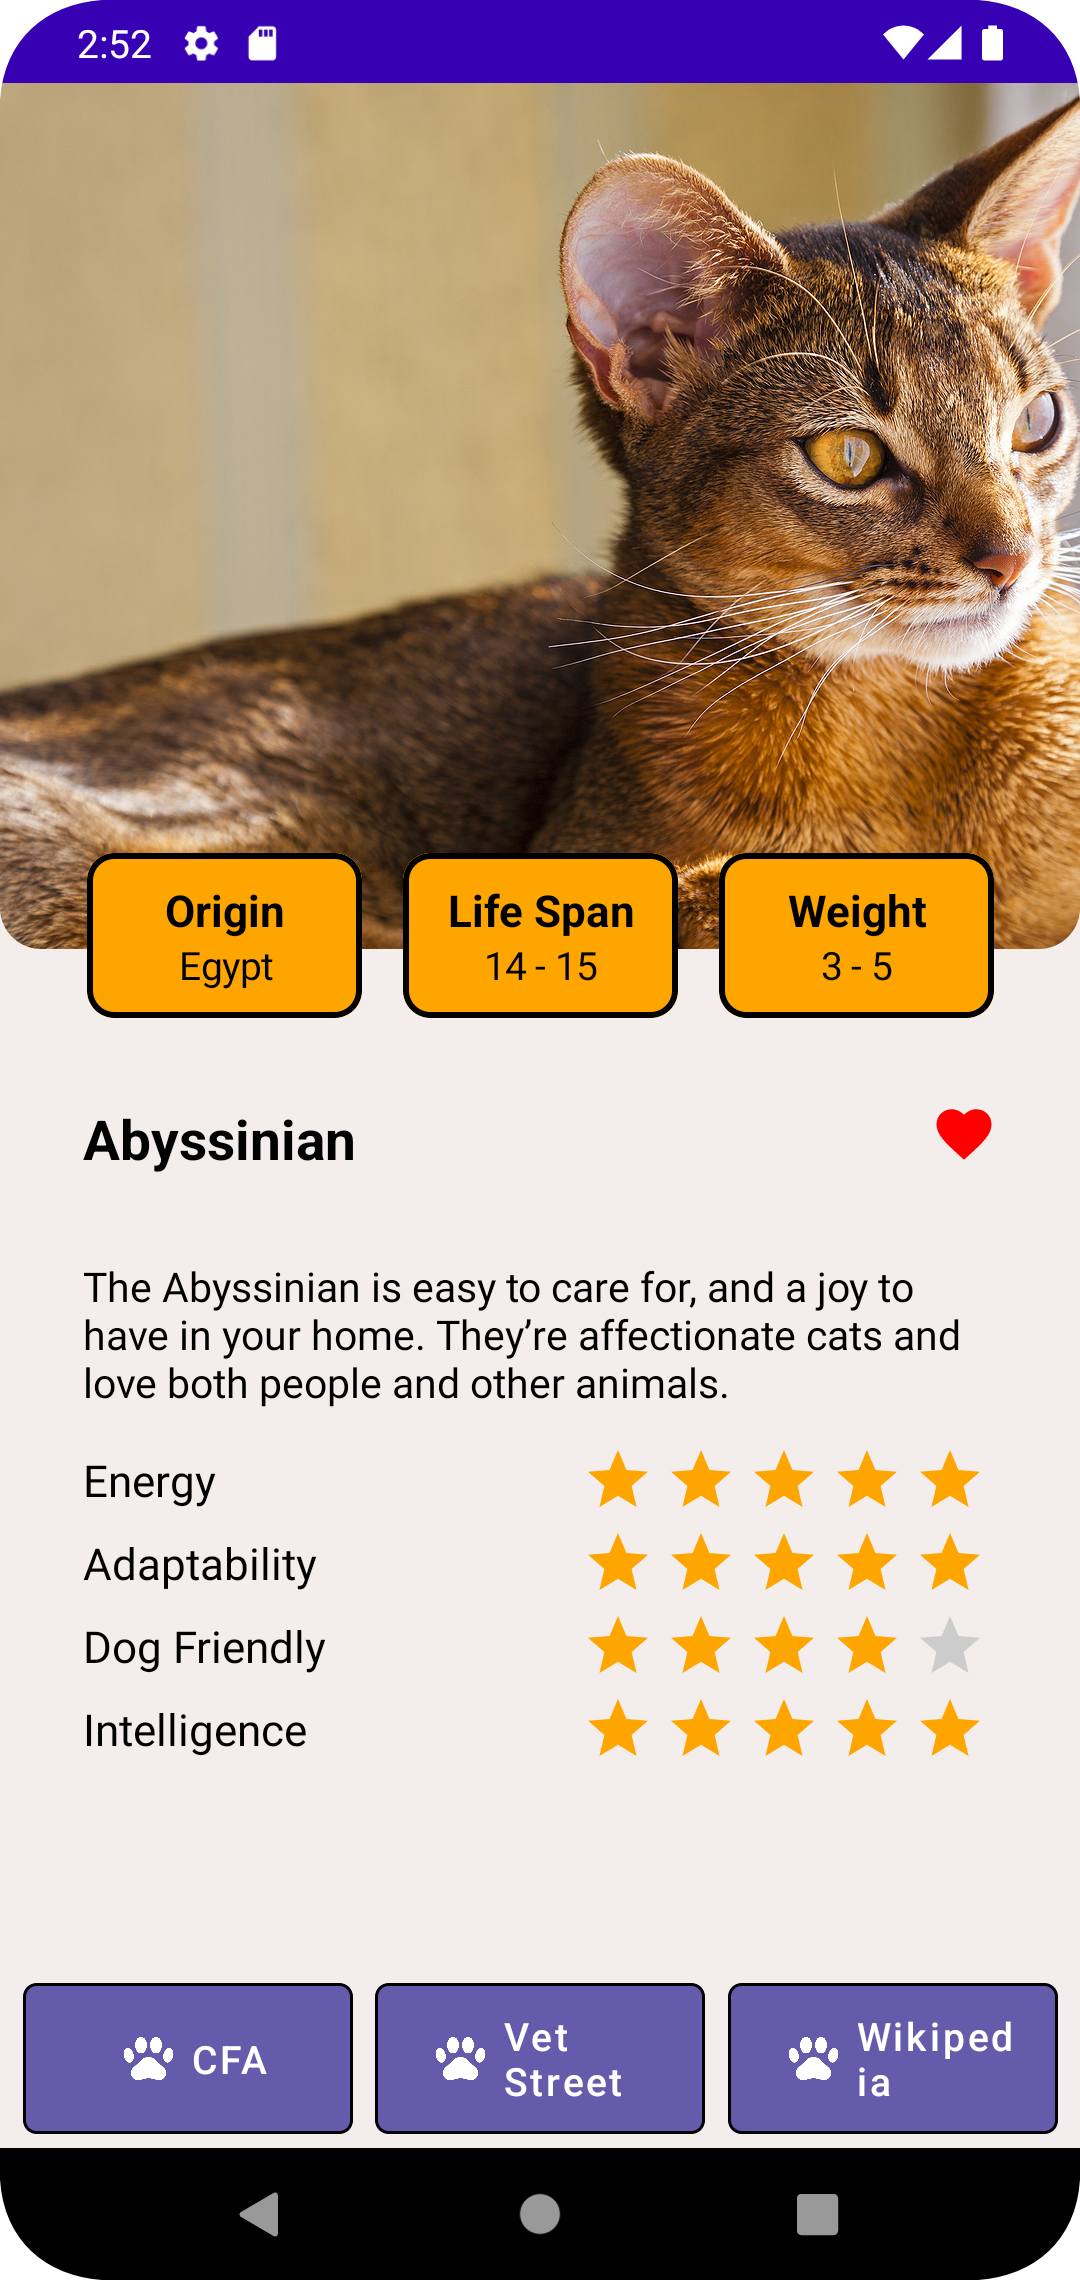 2:52
Origin
Egypt
Life Span
14 - 15
Weight
3 - 5
Abyssinian
The Abyssinian is easy to care for, and a joy to
have in your home. They’re affectionate cats and
love both people and other animals.
Energy
Adaptability
Dog Friendly
Intelligence
CFA
Vet
Street
Wikiped
ia